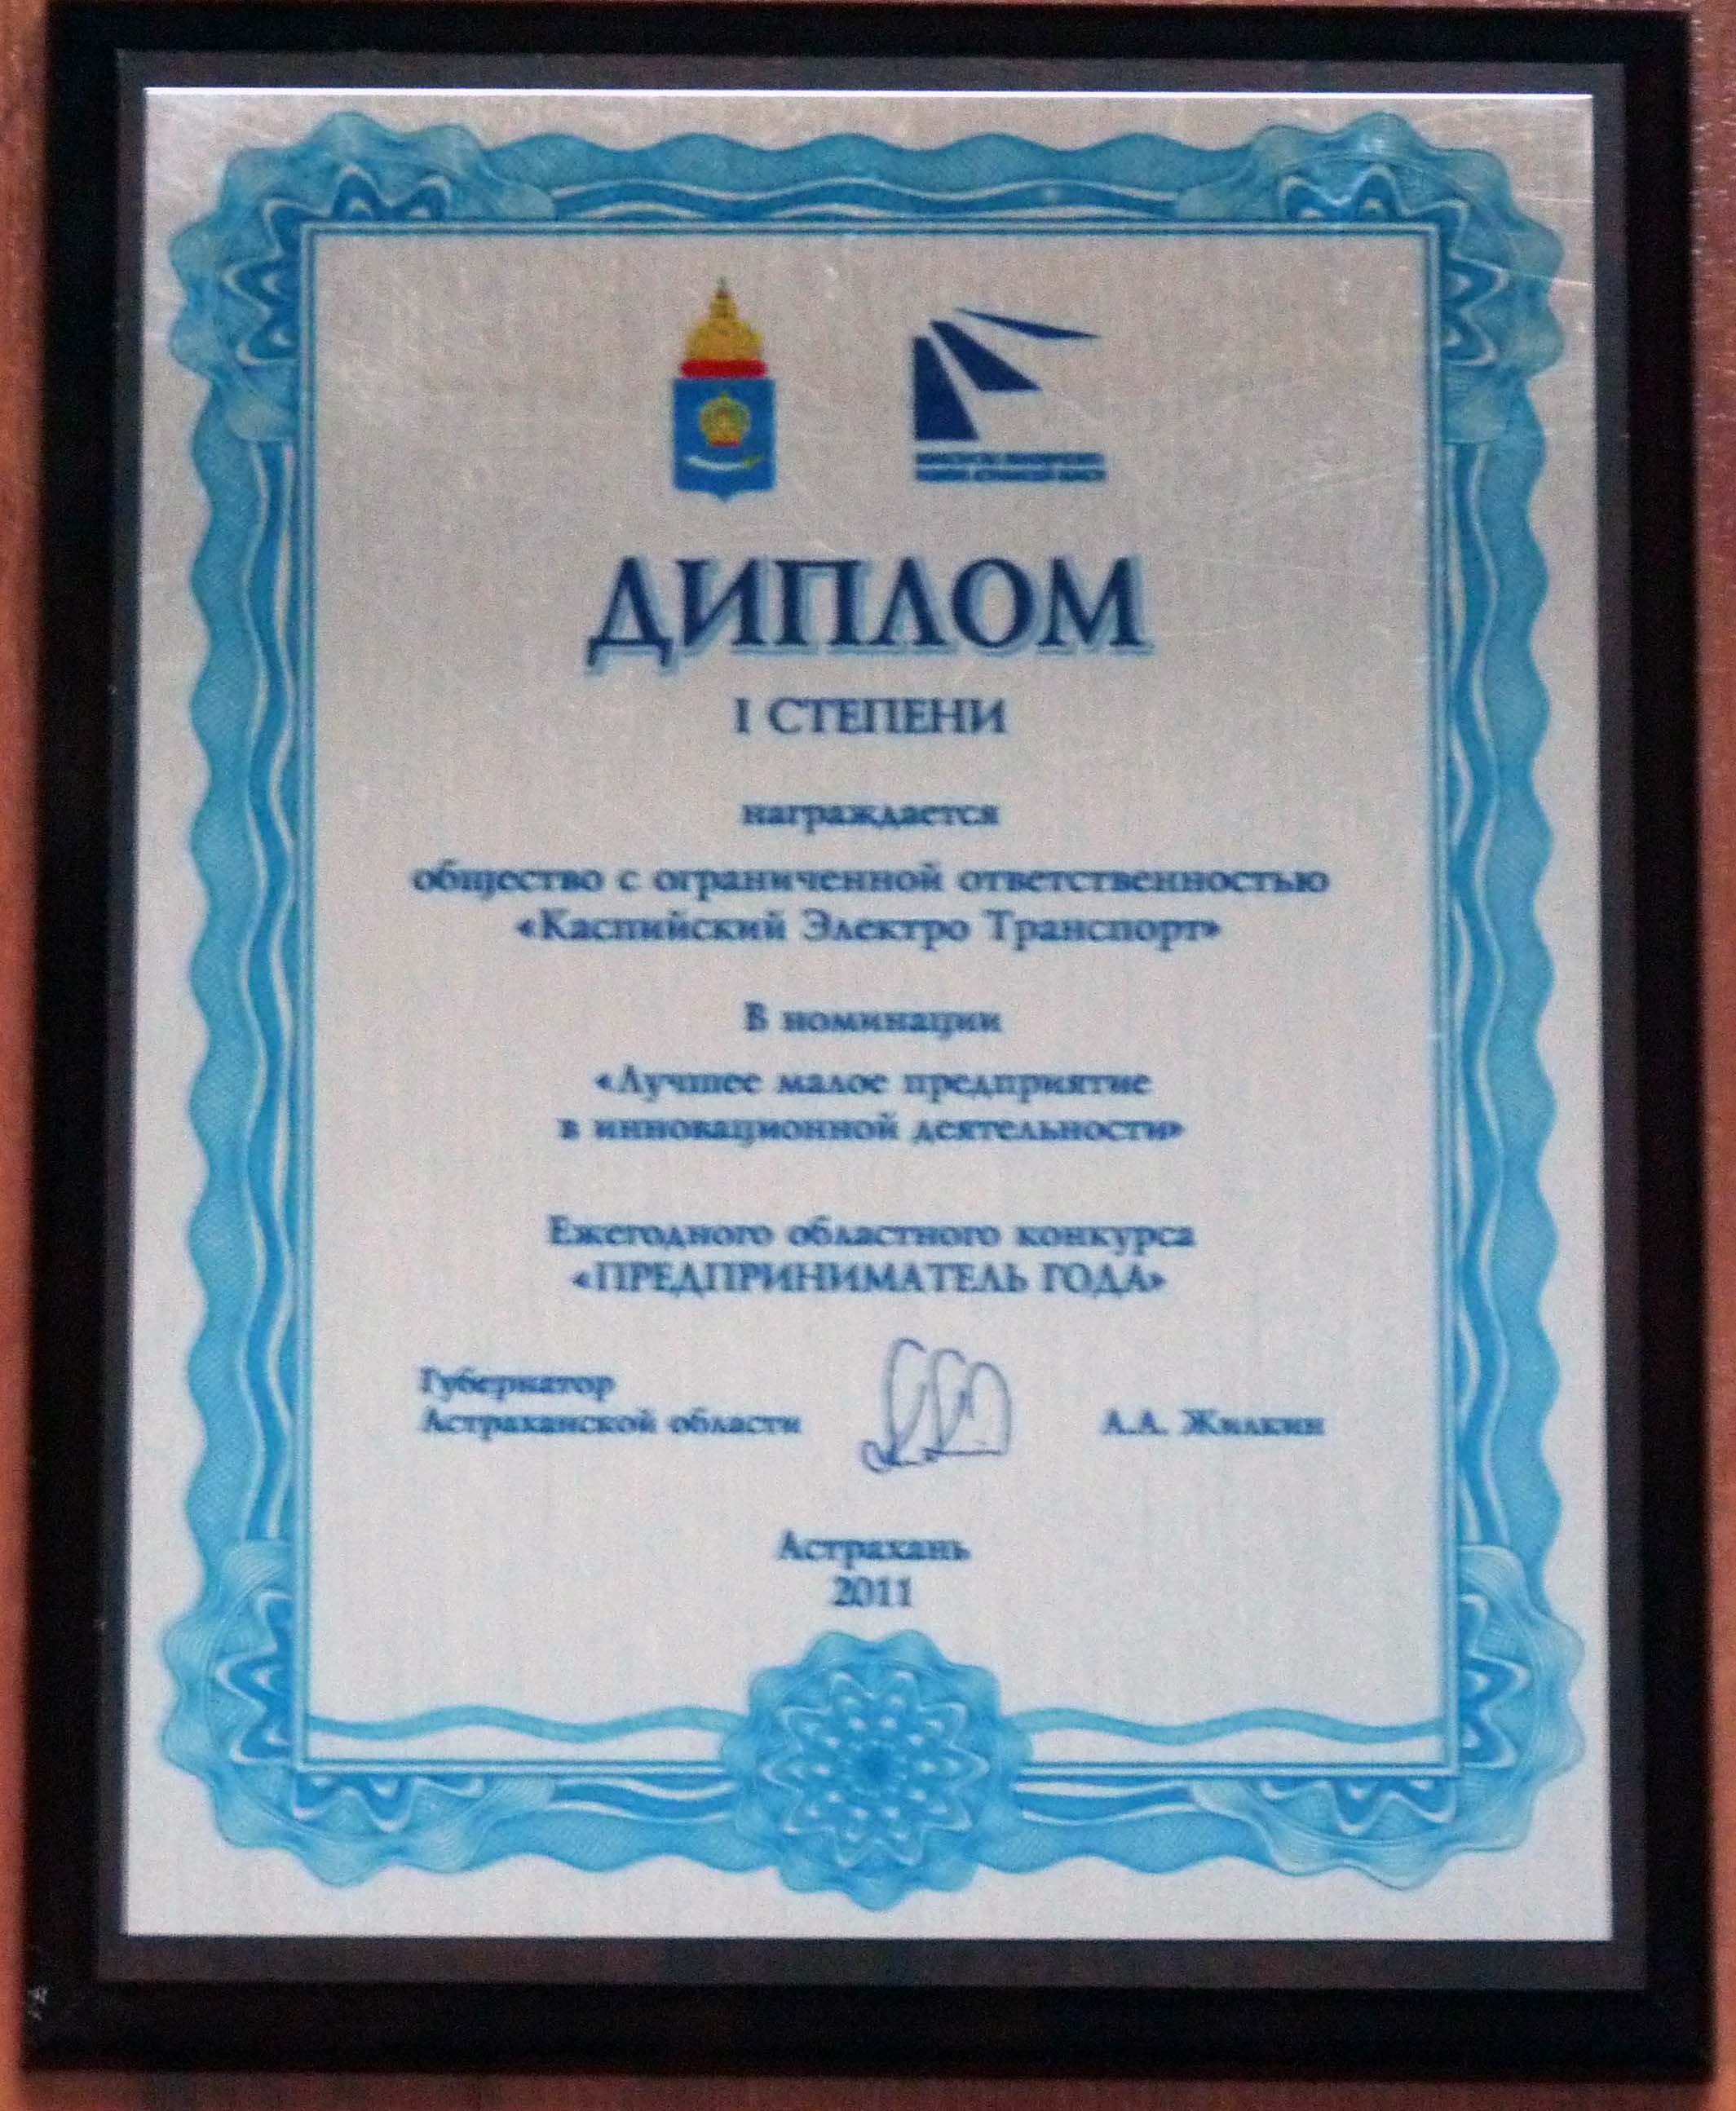 ДИПЛОМ
I СТЕПЕНИ
награждается
общество с ограниченной ответственностью
«Каспийский Электро Транспорт»
В номинации
«Лучшее малое предприятие
в инновационной деятельности»
Ежегодного областного конкурса
«ПРЕДПРИНИМАТЕЛЬ ГОДА»
Губернатор
Астраханской области
А.А. Жилкин
Астрахань
2011